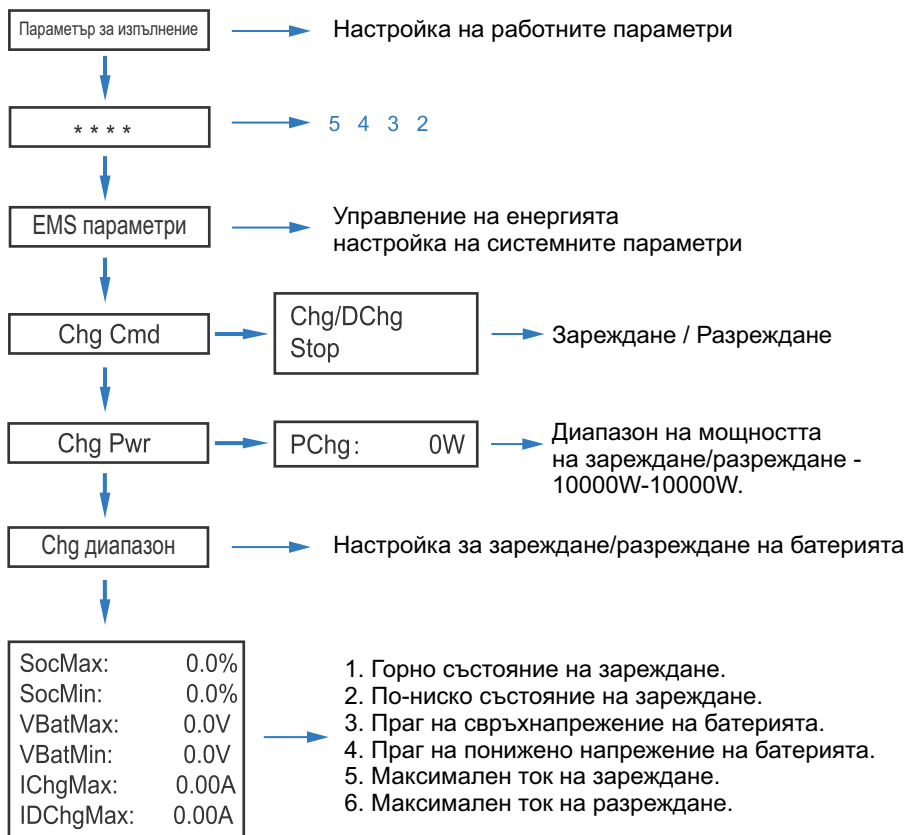 Параметър за изпълнение
Настройка на работните параметри
* * * *
5 4 3 2
EMS параметри
Управление на енергията
настройка на системните параметри
Chg Cmd
Chg/DChg
Stop
Зареждане / Разреждане
Chg Pwr
PChg: 0W
Диапазон на мощността
на зареждане/разреждане -
10000W-10000W.
Chg диапазон
Настройка за зареждане/разреждане на батерията
SocMax: 0.0%
SocMin: 0.0%
VBatMax: 0.0V
VBatMin: 0.0V
IChgMax: 0.00A
IDChgMax: 0.00A
1. Горно състояние на зареждане.
2. По-ниско състояние на зареждане.
3. Праг на свръхнапрежение на батерията.
4. Праг на понижено напрежение на батерията.
5. Максимален ток на зареждане.
6. Максимален ток на разреждане.